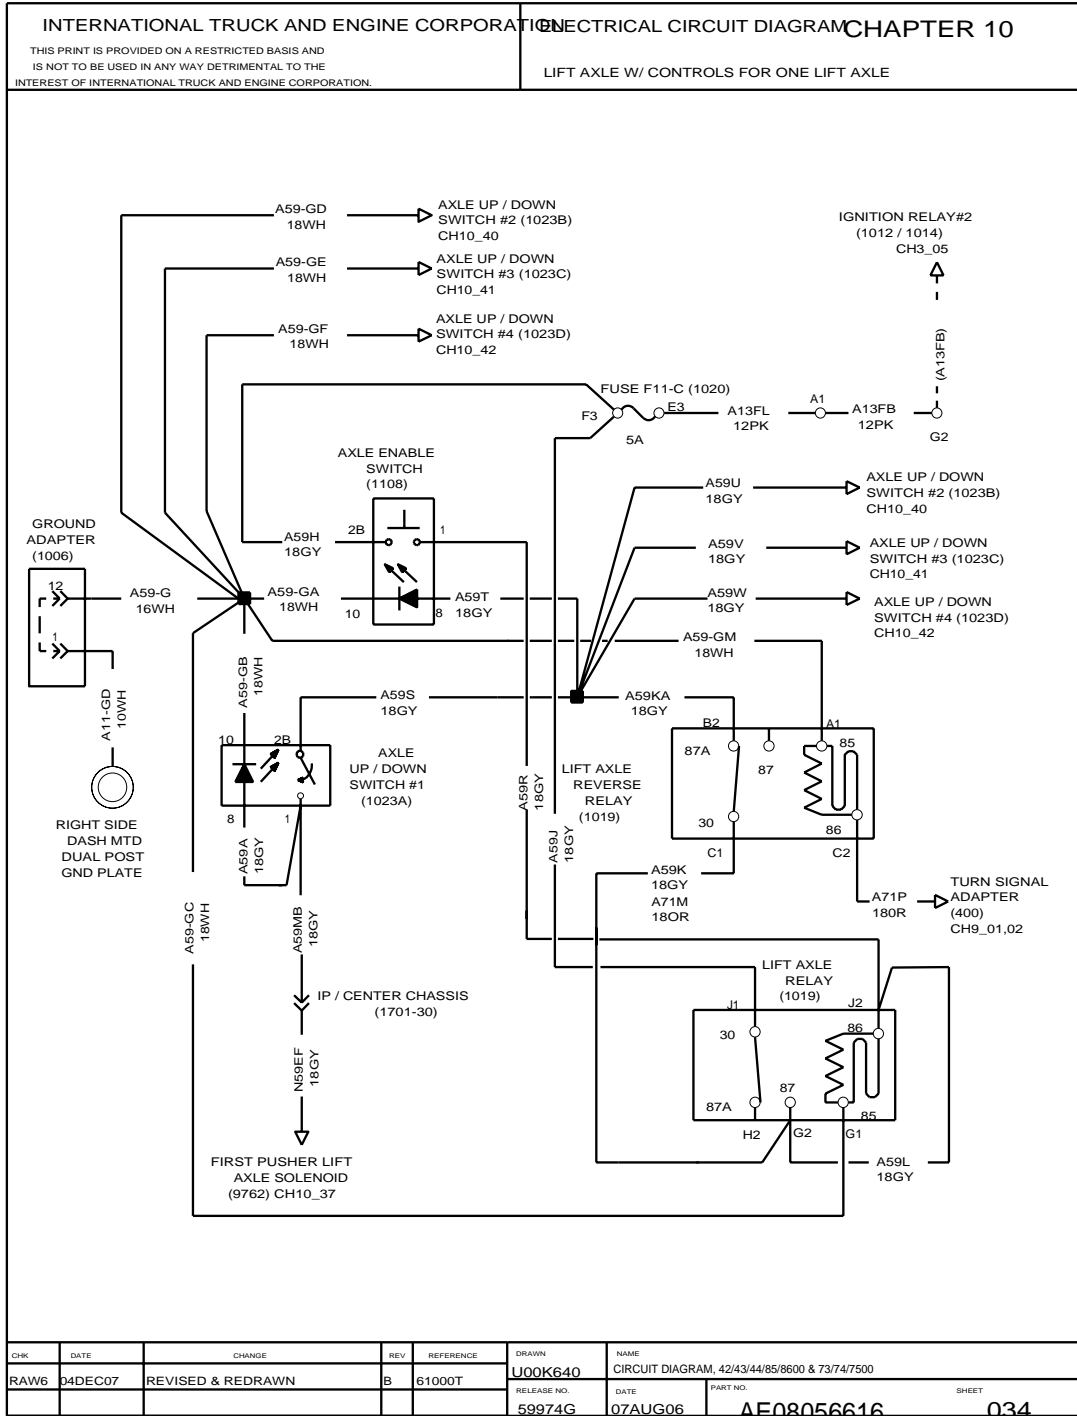 INTERNATIONAL TRUCK AND ENGINE CORPORATION
THIS PRINT IS PROVIDED ON A RESTRICTED BASIS AND
IS NOT TO BE USED IN ANY WAY DETRIMENTAL TO THE
INTEREST OF INTERNATIONAL TRUCK AND ENGINE CORPORATION.
ELECTRICAL CIRCUIT DIAGRAM
CHAPTER 10
LIFT AXLE W/ CONTROLS FOR ONE LIFT AXLE
A59-GD
18WH
AXLE UP / DOWN
SWITCH #2 (1023B)
CH10_40
A59-GE
18WH
AXLE UP / DOWN
SWITCH #3 (1023C)
CH10_41
A59-GF
18WH
AXLE UP / DOWN
SWITCH #4 (1023D)
CH10_42
IGNITION RELAY#2
(1012 / 1014)
CH3_05
(A13FB)
FUSE F11-C (1020)
F3
E3
5A
A13FL
12PK
A1
A13FB
12PK
G2
AXLE ENABLE
SWITCH
(1108)
A59H
18GY
2B
1
A59U
18GY
AXLE UP / DOWN
SWITCH #2 (1023B)
CH10_40
A59V
18GY
AXLE UP / DOWN
SWITCH #3 (1023C)
CH10_41
A59W
18GY
AXLE UP / DOWN
SWITCH #4 (1023D)
CH10_42
GROUND
ADAPTER
(1006)
12
1
A59-G
16WH
A59-GA
18WH
10
8
A59T
18GY
A59-GM
18WH
A11-GD
10WH
A59-GB
18WH
A59S
18GY
A59KA
18GY
RIGHT SIDE
DASH MTD
DUAL POST
GND PLATE
10
2B
8
1
AXLE
UP / DOWN
SWITCH #1
(1023A)
A59R
18GY
A59J
18GY
LIFT AXLE
REVERSE
RELAY
(1019)
B2
A1
87A
87
85
30
86
C1
C2
A59A
18GY
A59-GC
18WH
A59MB
18GY
A59K
18GY
A71M
18OR
A71P
180R
TURN SIGNAL
ADAPTER
(400)
CH9_01,02
IP / CENTER CHASSIS
(1701-30)
N59EF
18GY
LIFT AXLE
RELAY
(1019)
J1
J2
30
86
87A
87
85
H2
G2
G1
A59L
18GY
FIRST PUSHER LIFT
AXLE SOLENOID
(9762) CH10_37
CHK
DATE
CHANGE
REV
REFERENCE
RAW6
04DEC07
REVISED & REDRAWN
B
61000T
DRAWN
U00K640
NAME
CIRCUIT DIAGRAM, 42/43/44/85/8600 & 73/74/7500
RELEASE NO.
59974G
DATE
07AUG06
PART NO.
AE08056616
SHEET
034